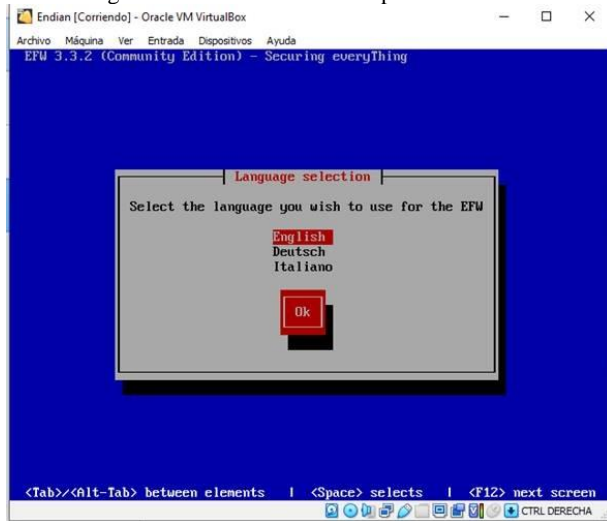 Endian [Corriendo] - Oracle VM VirtualBox
Archivo Máquina Ver Entrada Dispositivos Ayuda
EFW 3.3.2 (Community Edition) - Securing everyThing
Language selection
Select the language you wish to use for the EFW
English
Deutsch
Italiano
Ok
<Tab>/<Alt-Tab> between elements | <Space> selects | <F12> next screen
CTRL DERECHA